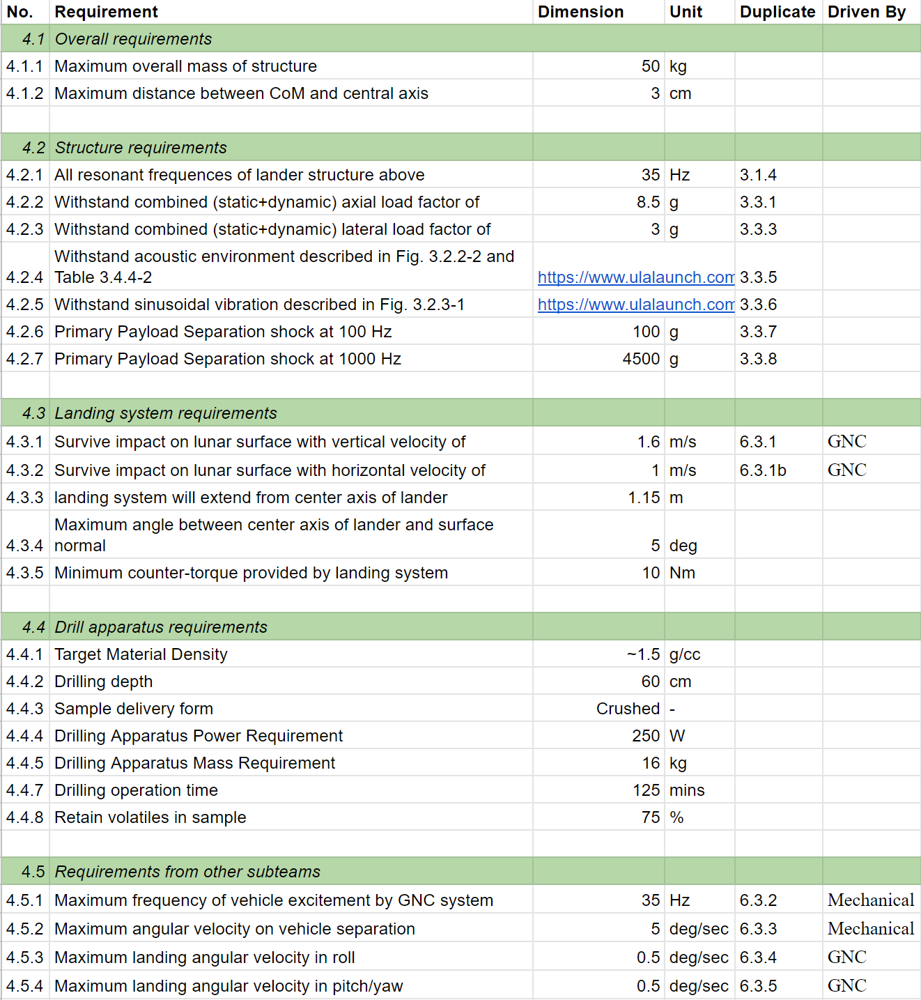 No. Requirement Dimension Unit Duplicate Driven By
4.1 Overall requirements
4.1.1 Maximum overall mass of structure 50 kg
4.1.2 Maximum distance between CoM and central axis 3 cm
4.2 Structure requirements
4.2.1 All resonant frequences of lander structure above 35 Hz 3.1.4
4.2.2 Withstand combined (static+dynamic) axial load factor of 8.5 g 3.3.1
4.2.3 Withstand combined (static+dynamic) lateral load factor of 3 g 3.3.3
Withstand acoustic environment described in Fig. 3.2.2-2 and
4.2.4 Table 3.4.4-2 https://www.ulalaunch.com 3.3.5
4.2.5 Withstand sinusoidal vibration described in Fig. 3.2.3-1 https://www.ulalaunch.com 3.3.6
4.2.6 Primary Payload Separation shock at 100 Hz 100 g 3.3.7
4.2.7 Primary Payload Separation shock at 1000 Hz 4500 g 3.3.8
4.3 Landing system requirements
4.3.1 Survive impact on lunar surface with vertical velocity of 1.6 m/s 6.3.1 GNC
4.3.2 Survive impact on lunar surface with horizontal velocity of 1 m/s 6.3.1b GNC
4.3.3 landing system will extend from center axis of lander 1.15 m
Maximum angle between center axis of lander and surface
4.3.4 normal 5 deg
4.3.5 Minimum counter-torque provided by landing system 10 Nm
4.4 Drill apparatus requirements
4.4.1 Target Material Density ~1.5 g/cc
4.4.2 Drilling depth 60 cm
4.4.3 Sample delivery form Crushed -
4.4.4 Drilling Apparatus Power Requirement 250 W
4.4.5 Drilling Apparatus Mass Requirement 16 kg
4.4.7 Drilling operation time 125 mins
4.4.8 Retain volatiles in sample 75 %
4.5 Requirements from other subteams
4.5.1 Maximum frequency of vehicle excitement by GNC system 35 Hz 6.3.2 Mechanical
4.5.2 Maximum angular velocity on vehicle separation 5 deg/sec 6.3.3 Mechanical
4.5.3 Maximum landing angular velocity in roll 0.5 deg/sec 6.3.4 GNC
4.5.4 Maximum landing angular velocity in pitch/yaw 0.5 deg/sec 6.3.5 GNC